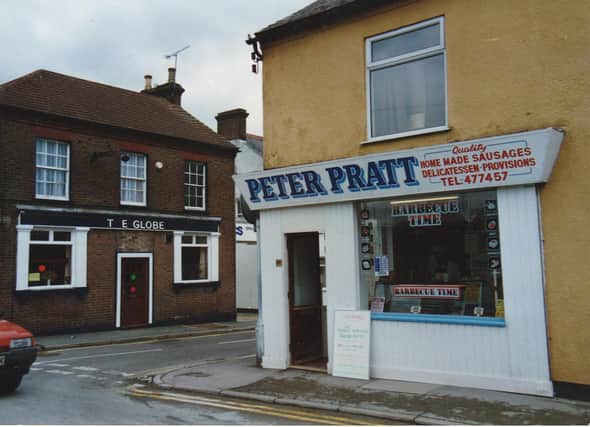 T E GLOBE
S
PETER PRATT
Quality
HOME MADE SAUSAGES
DELICATESSEN·PROVISIONS
TEL:477457
BARBECUE TIME
BARBECUE TIME